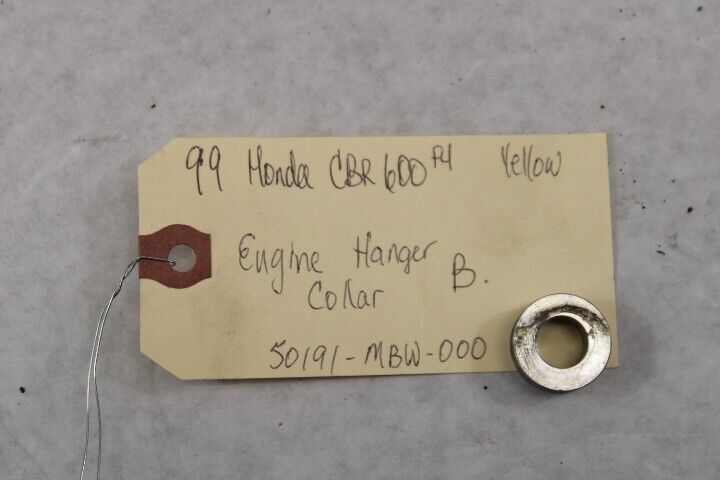 99 Honda CBR 600 F4 Yellow
Engine Hanger B.
Collar
50191-MBW-000